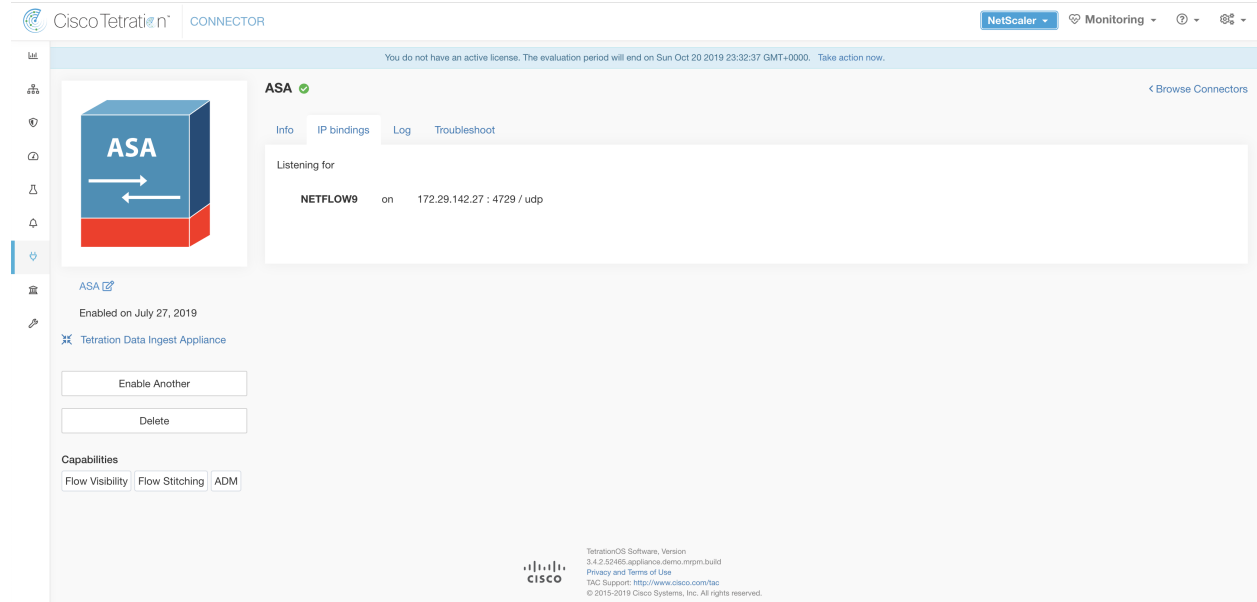 Cisco Tetration™ CONNECTOR NetScaler Monitoring
You do not have an active license. The evaluation period will end on Sun Oct 20 2019 23:32:37 GMT+0000. Take action now.
ASA
Browse Connectors
ASA
Info IP bindings Log Troubleshoot
Listening for
NETFLOW9 on 172.29.142.27 : 4729 / udp
ASA
Enabled on July 27, 2019
Tetration Data Ingest Appliance
Enable Another
Delete
Capabilities
Flow Visibility Flow Stitching ADM
CISCO
TetrationOS Software, Version
3.4.2.52465.appliance.demo.mrpm.build
Privacy and Terms of Use
TAC Support: http://www.cisco.com/tac
© 2015-2019 Cisco Systems, Inc. All rights reserved.